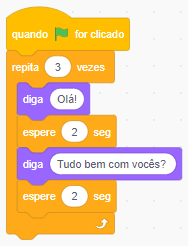 quando for clicado
repita 3 vezes
diga Olá!
espere 2 seg
diga Tudo bem com vocês?
espere 2 seg